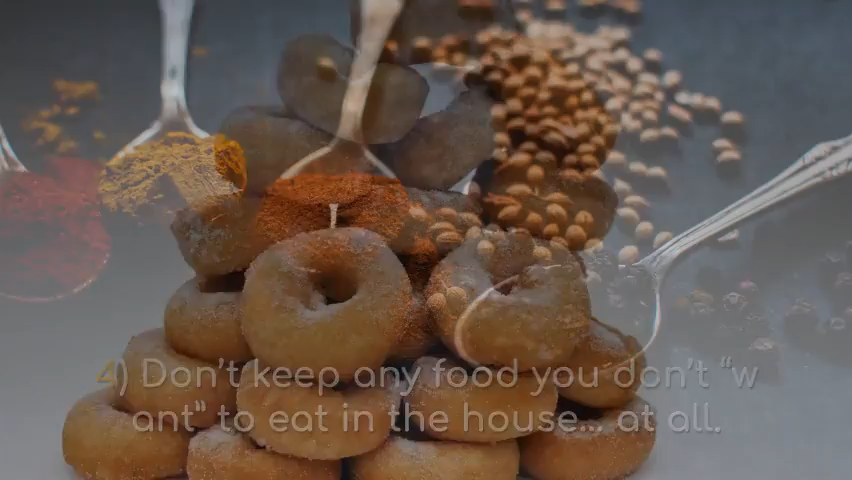 4) Don't keep any food you don't “w
ant” to eat in the house... at all.